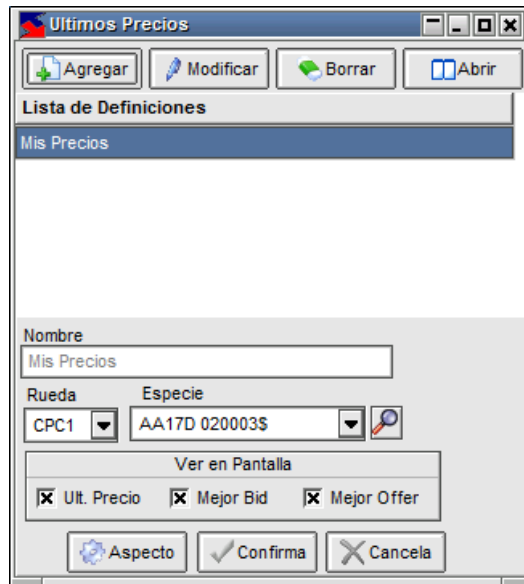 Ultimos Precios
Agregar Modificar Borrar Abrir
Lista de Definiciones
Mis Precios
Nombre
Mis Precios
Rueda Especie
CPC1 AA17D 020003$
Ver en Pantalla
Ult. Precio Mejor Bid Mejor Offer
Aspecto Confirma Cancela